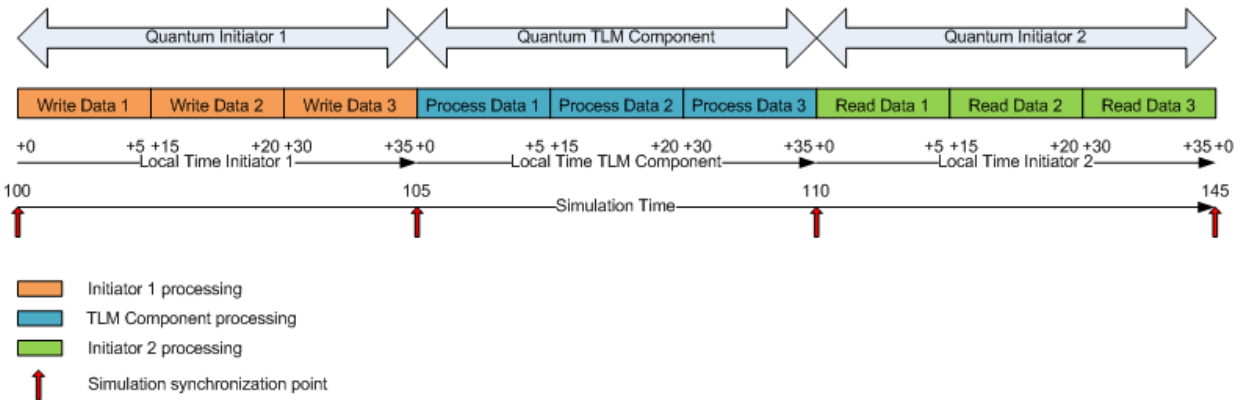 Quantum Initiator 1 Quantum TLM Component Quantum Initiator 2
Write Data 1 Write Data 2 Write Data 3 Process Data 1 Process Data 2 Process Data 3 Read Data 1 Read Data 2 Read Data 3
+0 +5 +15 +20 +30 +35 +0 +5 +15 +20 +30 +35 +0 +5 +15 +20 +30 +35 +0
Local Time Initiator 1 Local Time TLM Component Local Time Initiator 2
100 105 110 145
Simulation Time
Initiator 1 processing
TLM Component processing
Initiator 2 processing
Simulation synchronization point